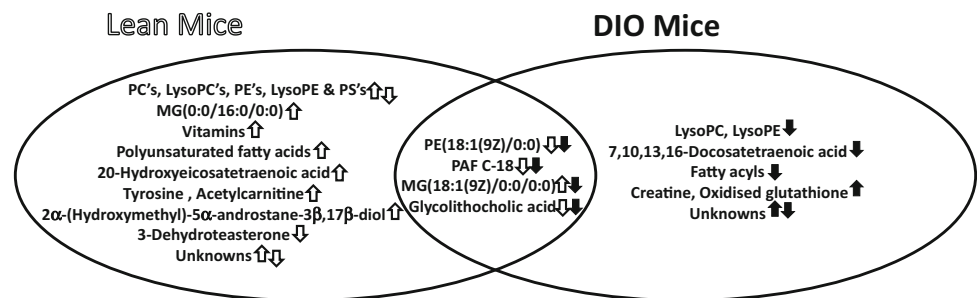 Lean Mice
DIO Mice
PC's, LysoPC's, PE's, LysoPE & PS's⇧⇩
MG(0:0/16:0/0:0)⇧
Vitamins⇧
Polyunsaturated fatty acids⇧
20-Hydroxyeicosatetraenoic acid⇧
Tyrosine , Acetylcarnitine⇧
2α-(Hydroxymethyl)-5α-androstane-3β,17β-diol⇧
3-Dehydroteasterone⇩
Unknowns⇧⇩
PE(18:1(9Z)/0:0)⇩⬇
PAF C-18⇩⬇
MG(18:1(9Z)/0:0/0:0)⇧⬇
Glycolithocholic acid⇩⬇
LysoPC, LysoPE⬇
7,10,13,16-Docosatetraenoic acid⬇
Fatty acyls⬇
Creatine, Oxidised glutathione⬆
Unknowns⬆⬇